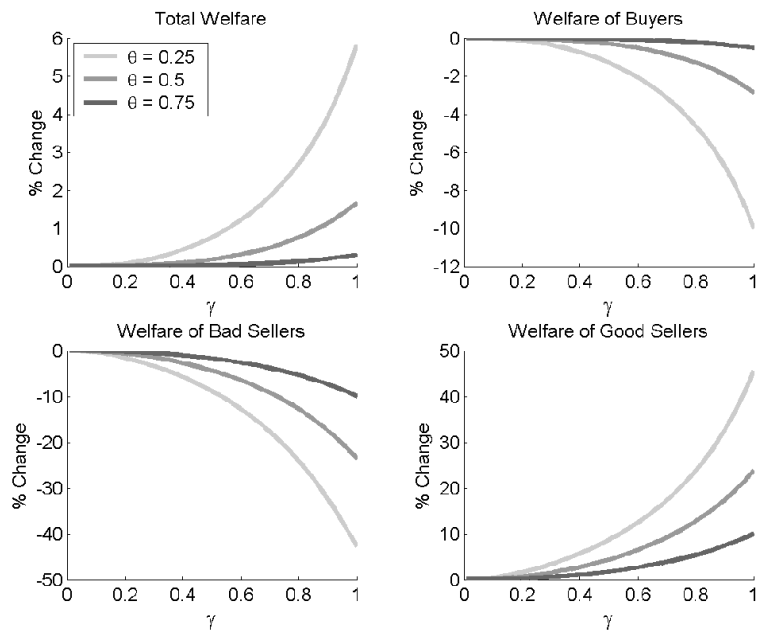 Total Welfare
% Change
6
5
4
3
2
1
0
θ = 0.25
θ = 0.5
θ = 0.75
0 0.2 0.4 0.6 0.8 1
γ
Welfare of Buyers
% Change
0
-2
-4
-6
-8
-10
-12
0 0.2 0.4 0.6 0.8 1
γ
Welfare of Bad Sellers
% Change
0
-10
-20
-30
-40
-50
0 0.2 0.4 0.6 0.8 1
γ
Welfare of Good Sellers
% Change
50
40
30
20
10
0
0 0.2 0.4 0.6 0.8 1
γ